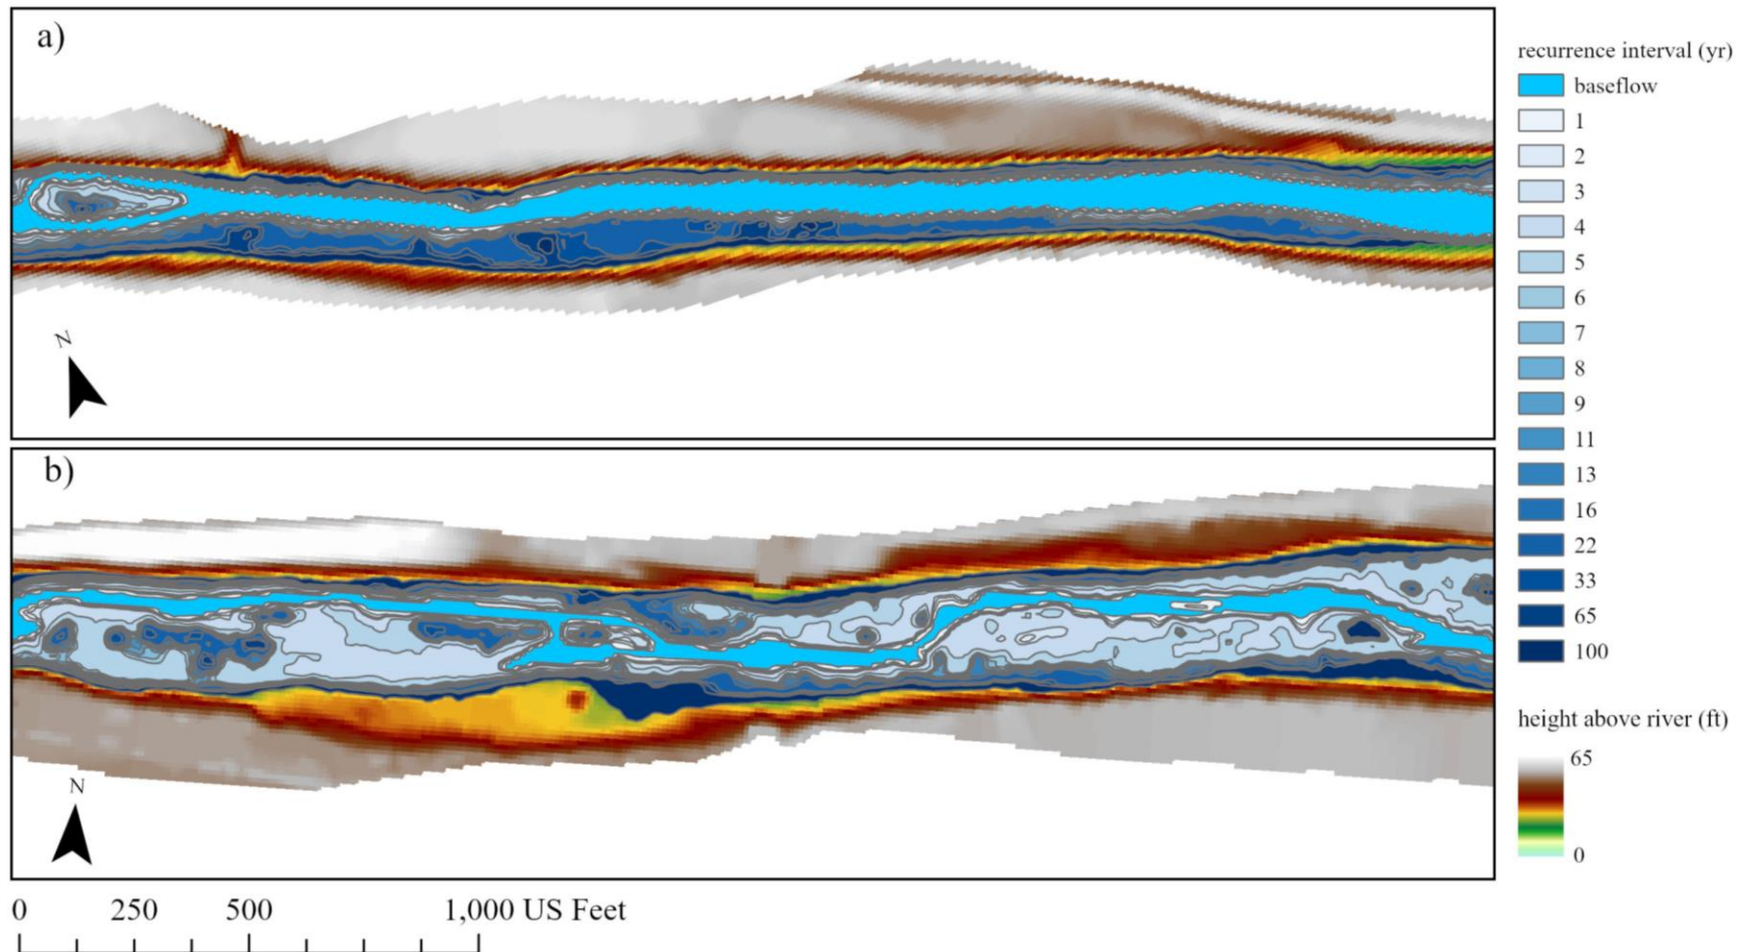 a)
N
b)
N
0 250 500 1,000 US Feet
recurrence interval (yr)
baseflow
1
2
3
4
5
6
7
8
9
11
13
16
22
33
65
100
height above river (ft)
65
0